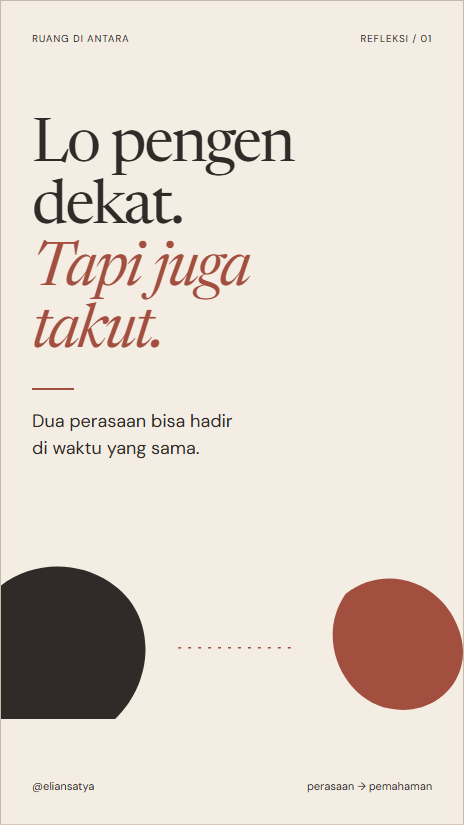 RUANG DI ANTARA
REFLEKSI / 01
Lo pengen
dekat.
Tapi juga
takut.
Dua perasaan bisa hadir
di waktu yang sama.
@eliansatya
perasaan → pemahaman